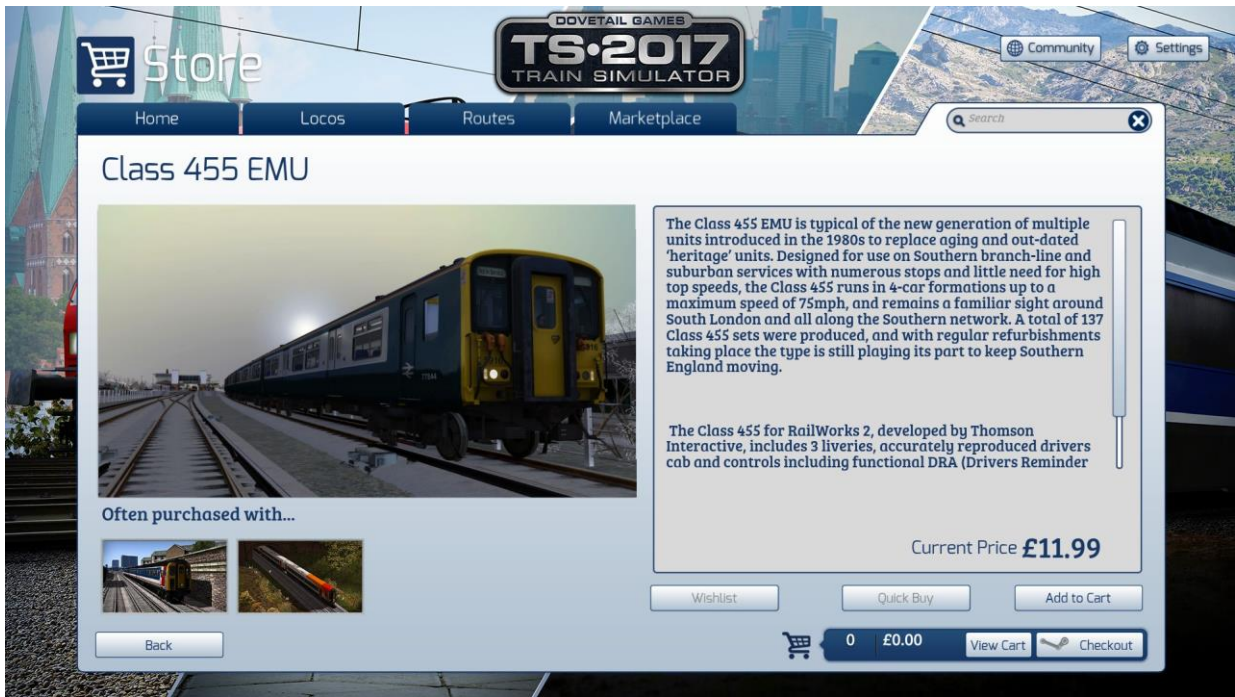 Store
DOVETAIL GAMES
TS•2017
TRAIN SIMULATOR
Community
Settings
Home
Locos
Routes
Marketplace
Search
Class 455 EMU
The Class 455 EMU is typical of the new generation of multiple
units introduced in the 1980s to replace aging and out-dated
'heritage' units. Designed for use on Southern branch-line and
suburban services with numerous stops and little need for high
top speeds, the Class 455 runs in 4-car formations up to a
maximum speed of 75mph, and remains a familiar sight around
South London and all along the Southern network. A total of 137
Class 455 sets were produced, and with regular refurbishments
taking place the type is still playing its part to keep Southern
England moving.
The Class 455 for RailWorks 2, developed by Thomson
Interactive, includes 3 liveries, accurately reproduced drivers
cab and controls including functional DRA (Drivers Reminder
Often purchased with...
Current Price £11.99
Wishlist
Quick Buy
Add to Cart
Back
0
£0.00
View Cart
Checkout